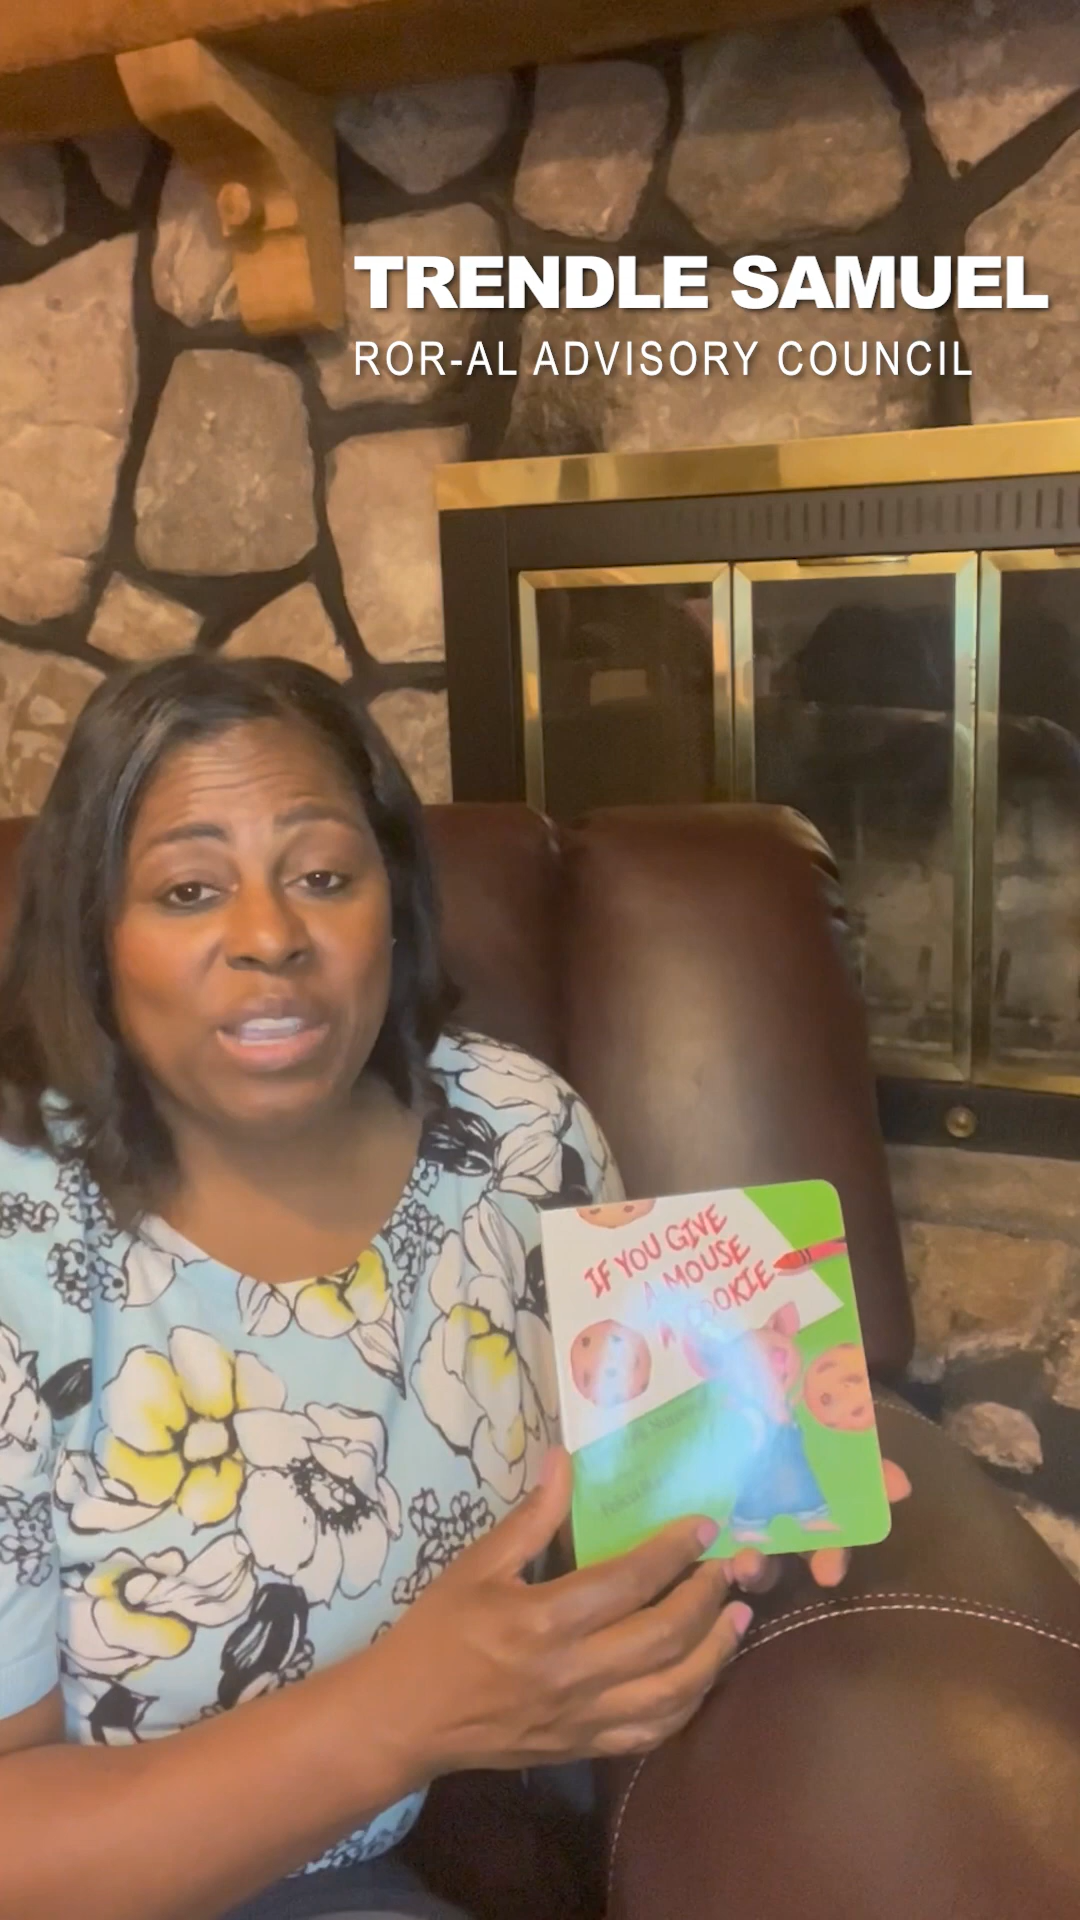 TRENDLE SAMUEL
ROR-AL ADVISORY COUNCIL
IF YOU GIVE
A MOUSE
A COOKIE